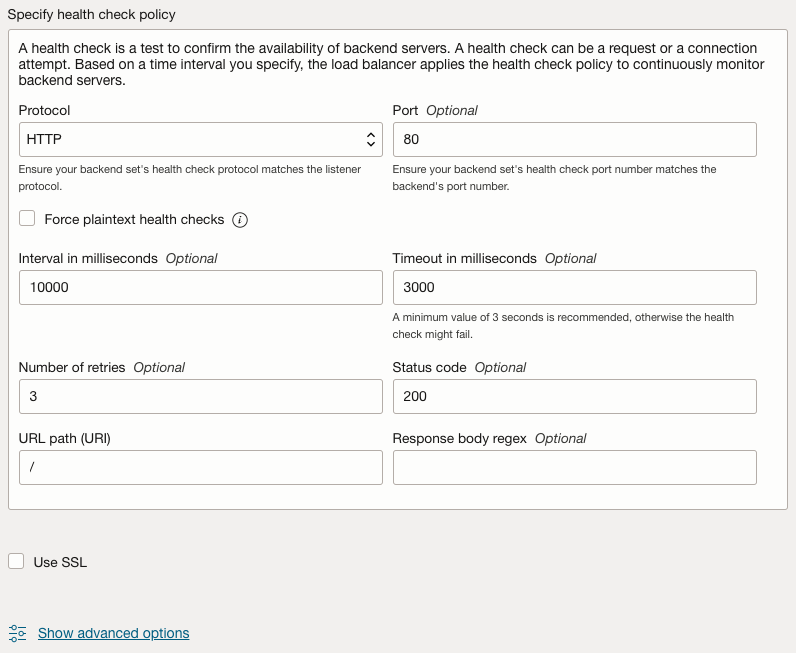 Specify health check policy
A health check is a test to confirm the availability of backend servers. A health check can be a request or a connection
attempt. Based on a time interval you specify, the load balancer applies the health check policy to continuously monitor
backend servers.
Protocol
Port Optional
HTTP
80
Ensure your backend set's health check protocol matches the listener
protocol.
Ensure your backend set's health check port number matches the
backend's port number.
Force plaintext health checks
Interval in milliseconds Optional
Timeout in milliseconds Optional
10000
3000
A minimum value of 3 seconds is recommended, otherwise the health
check might fail.
Number of retries Optional
Status code Optional
3
200
URL path (URI)
Response body regex Optional
/
Use SSL
Show advanced options